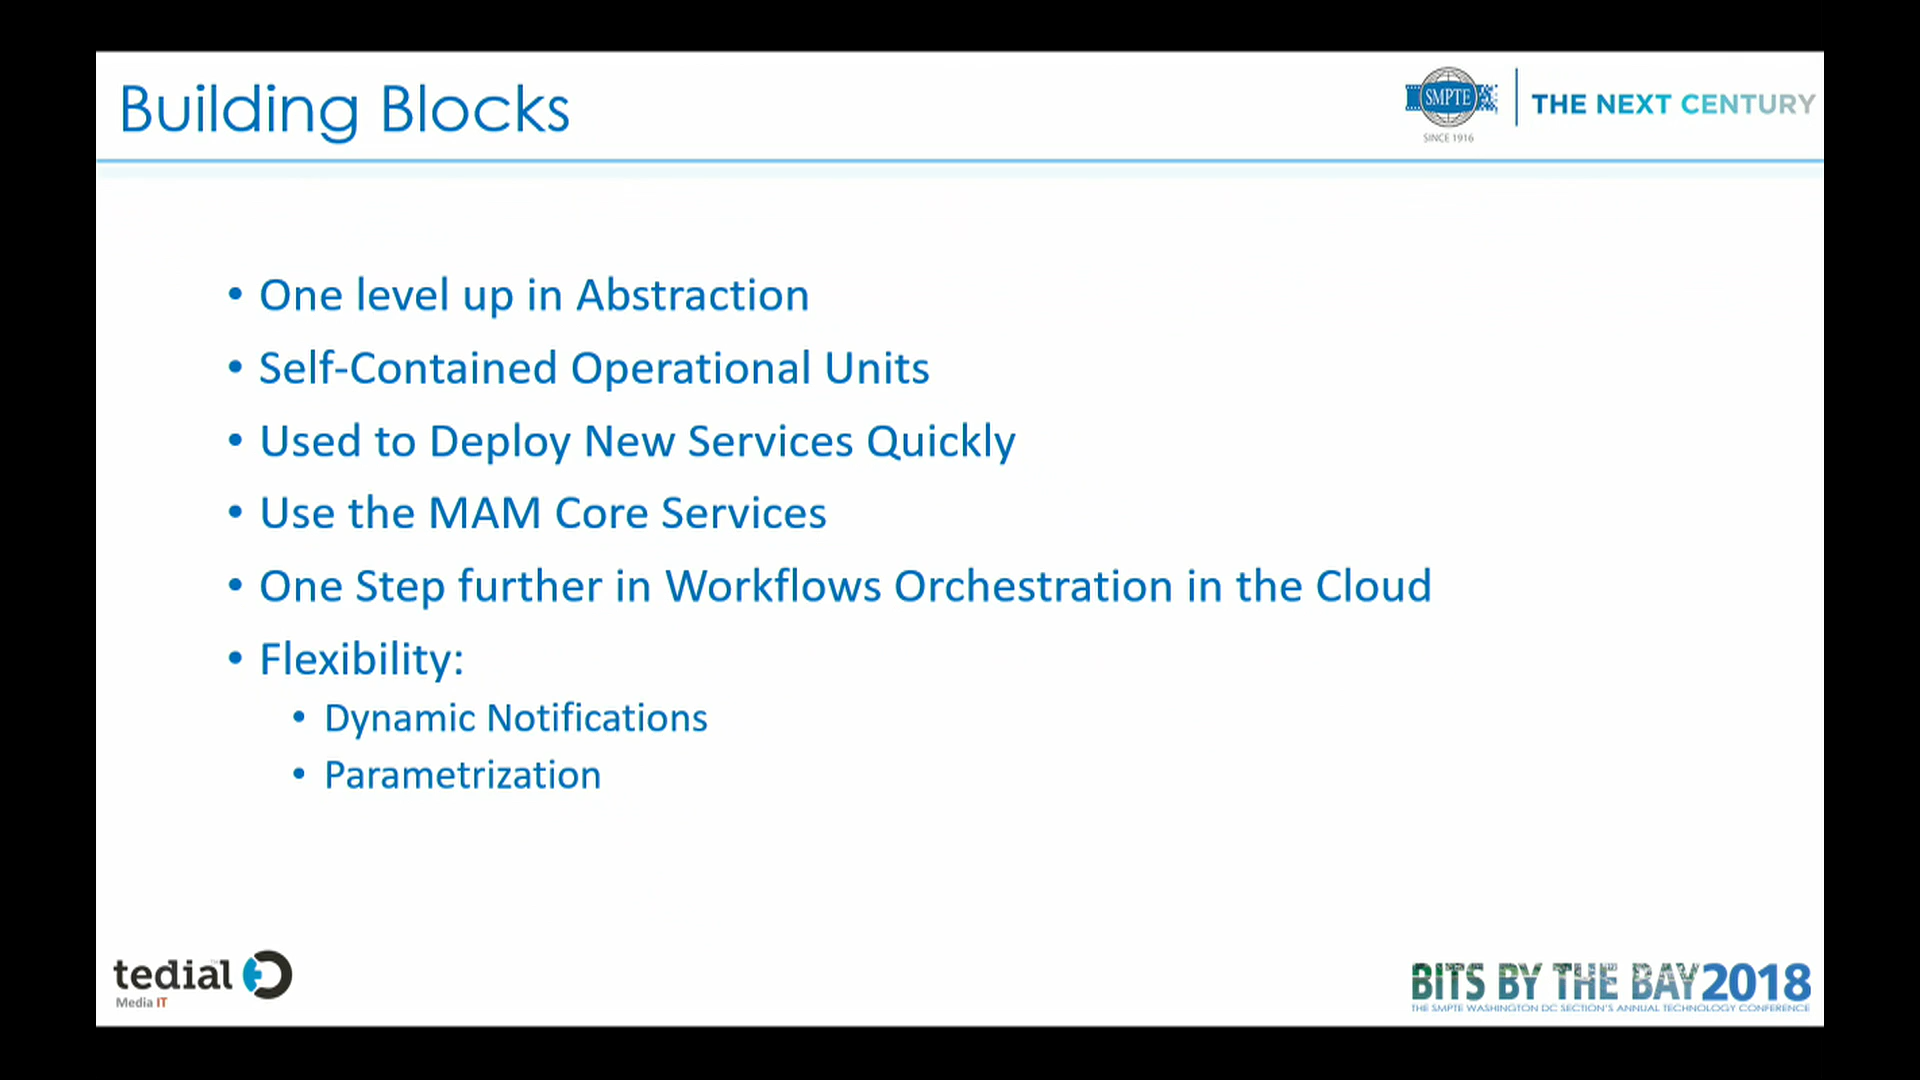 Building Blocks
SMPTE
SINCE 1916
THE NEXT CENTURY
• One level up in Abstraction
• Self-Contained Operational Units
• Used to Deploy New Services Quickly
• Use the MAM Core Services
• One Step further in Workflows Orchestration in the Cloud
• Flexibility:
• Dynamic Notifications
• Parametrization
tedial
Media IT
BITS BY THE BAY 2018
THE SMPTE WASHINGTON DC SECTION'S ANNUAL TECHNOLOGY CONFERENCE